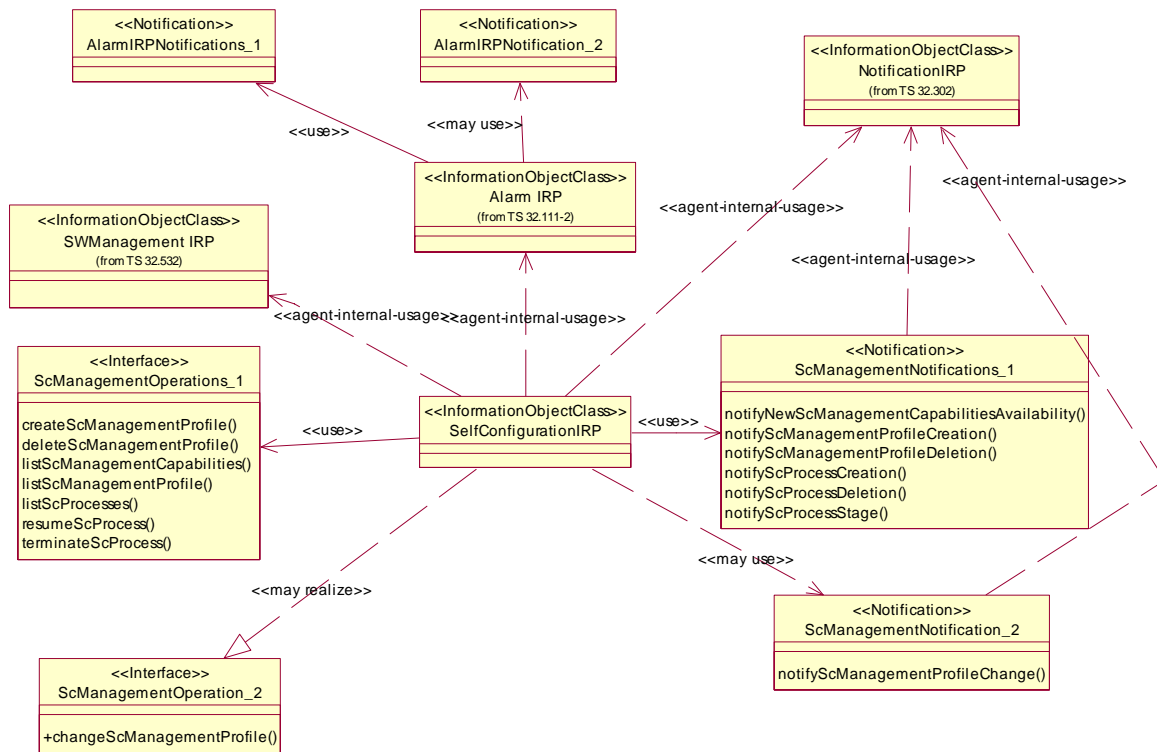 <<Notification>>
AlarmIRPNotifications_1
<<Notification>>
AlarmIRPNotification_2
<<InformationObjectClass>>
NotificationIRP
(from TS 32.302)
<<use>>
<<may use>>
<<InformationObjectClass>>
Alarm IRP
(from TS 32.111-2)
<<agent-internal-usage>>
<<agent-internal-usage>>
<<InformationObjectClass>>
SWManagement IRP
(from TS 32.532)
<<agent-internal-usage>>
<<agent-internal-usage>>
<<agent-internal-usage>>
<<Interface>>
ScManagementOperations_1
createScManagementProfile()
deleteScManagementProfile()
listScManagementCapabilities()
listScManagementProfile()
listScProcesses()
resumeScProcess()
terminateScProcess()
<<use>>
<<InformationObjectClass>>
SelfConfigurationIRP
<<use>>
<<Notification>>
ScManagementNotifications_1
notifyNewScManagementCapabilitiesAvailability()
notifyScManagementProfileCreation()
notifyScManagementProfileDeletion()
notifyScProcessCreation()
notifyScProcessDeletion()
notifyScProcessStage()
<<may realize>>
<<may use>>
<<Notification>>
ScManagementNotification_2
notifyScManagementProfileChange()
<<Interface>>
ScManagementOperation_2
+changeScManagementProfile()